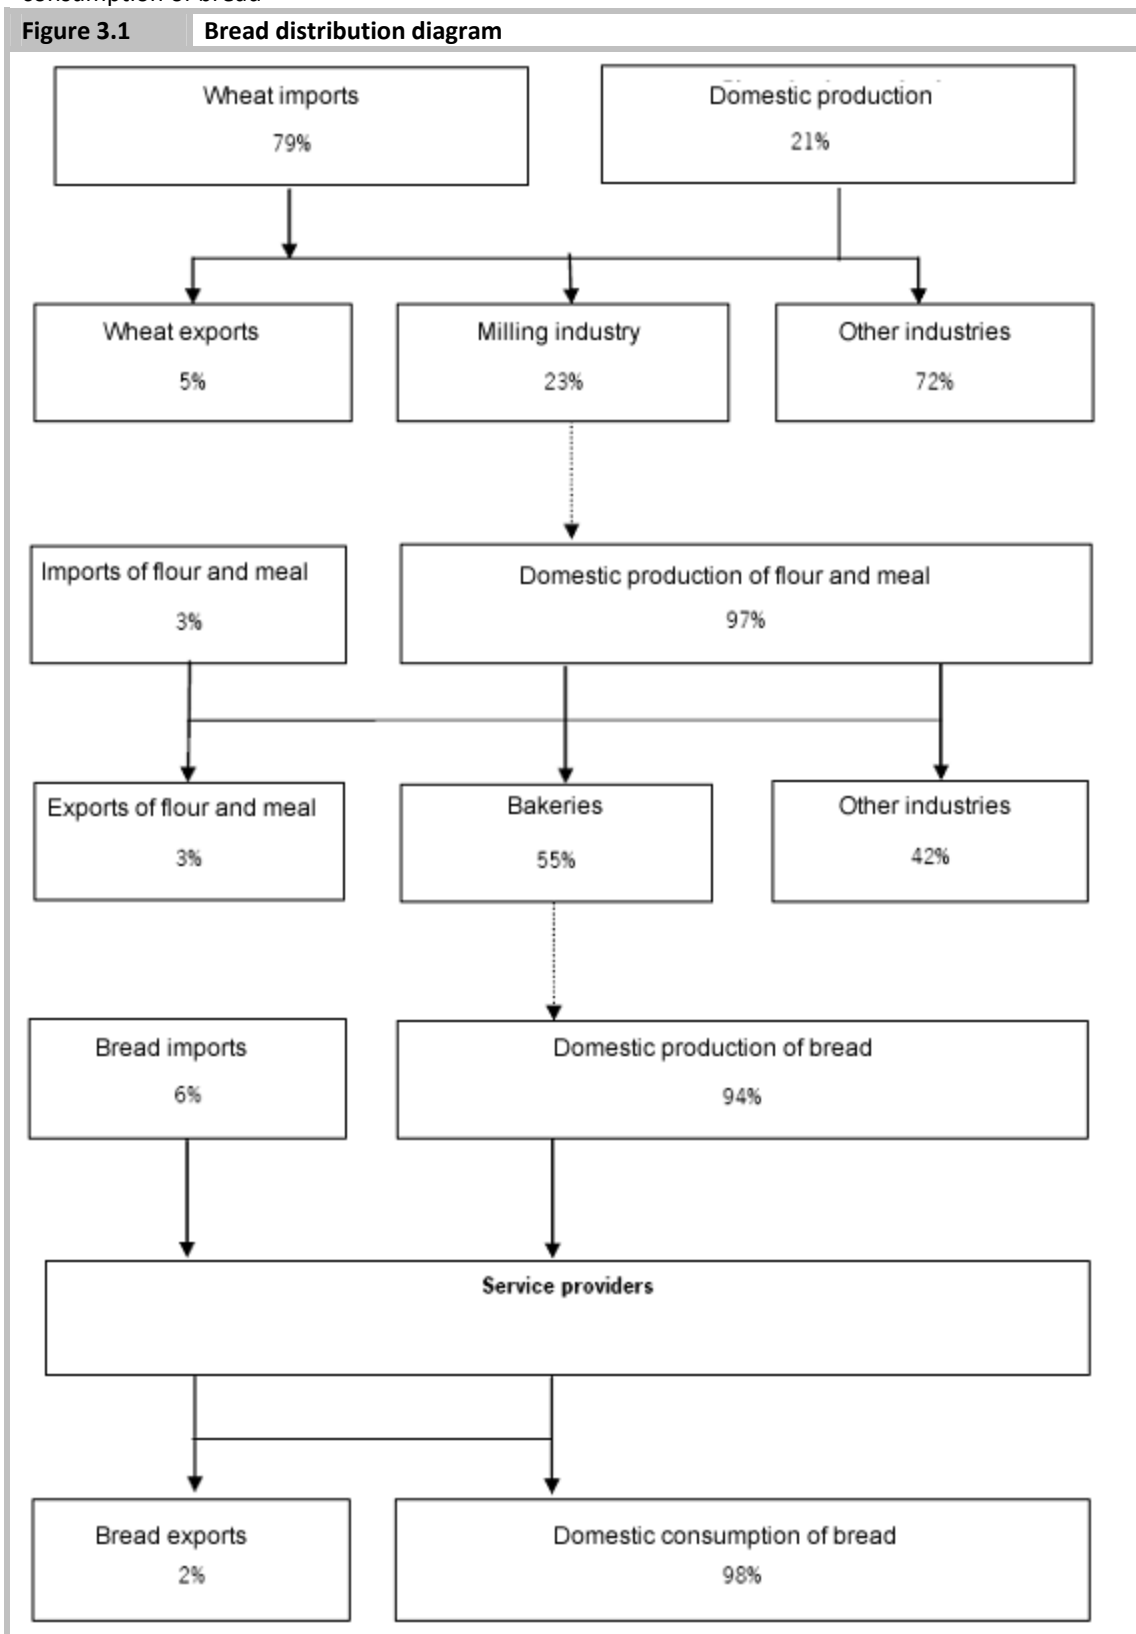 consumption of bread
Figure 3.1 Bread distribution diagram
Wheat imports
79%
Domestic production
21%
Wheat exports
5%
Milling industry
23%
Other industries
72%
Imports of flour and meal
3%
Domestic production of flour and meal
97%
Exports of flour and meal
3%
Bakeries
55%
Other industries
42%
Bread imports
6%
Domestic production of bread
94%
Service providers
Bread exports
2%
Domestic consumption of bread
98%